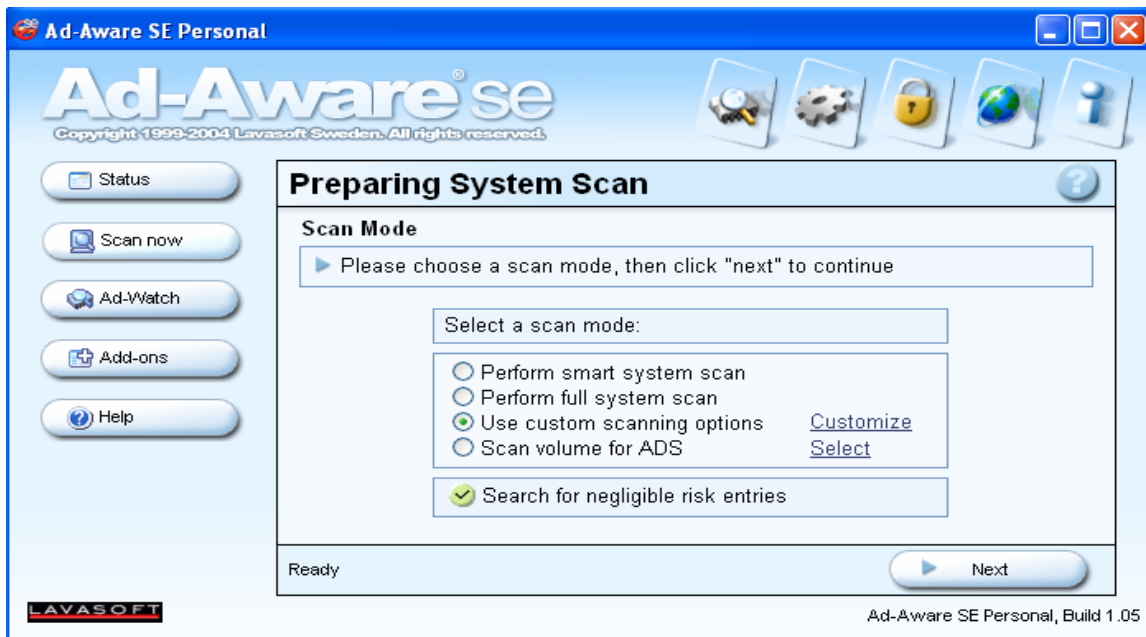 Ad-Aware SE Personal
Ad-Aware® se
Copyright 1999-2004 Lavasoft Sweden. All rights reserved.
Status
Scan now
Ad-Watch
Add-ons
Help
Preparing System Scan
Scan Mode
Please choose a scan mode, then click "next" to continue
Select a scan mode:
Perform smart system scan
Perform full system scan
Use custom scanning options Customize
Scan volume for ADS Select
Search for negligible risk entries
Ready
Next
LAVASOFT
Ad-Aware SE Personal, Build 1.05